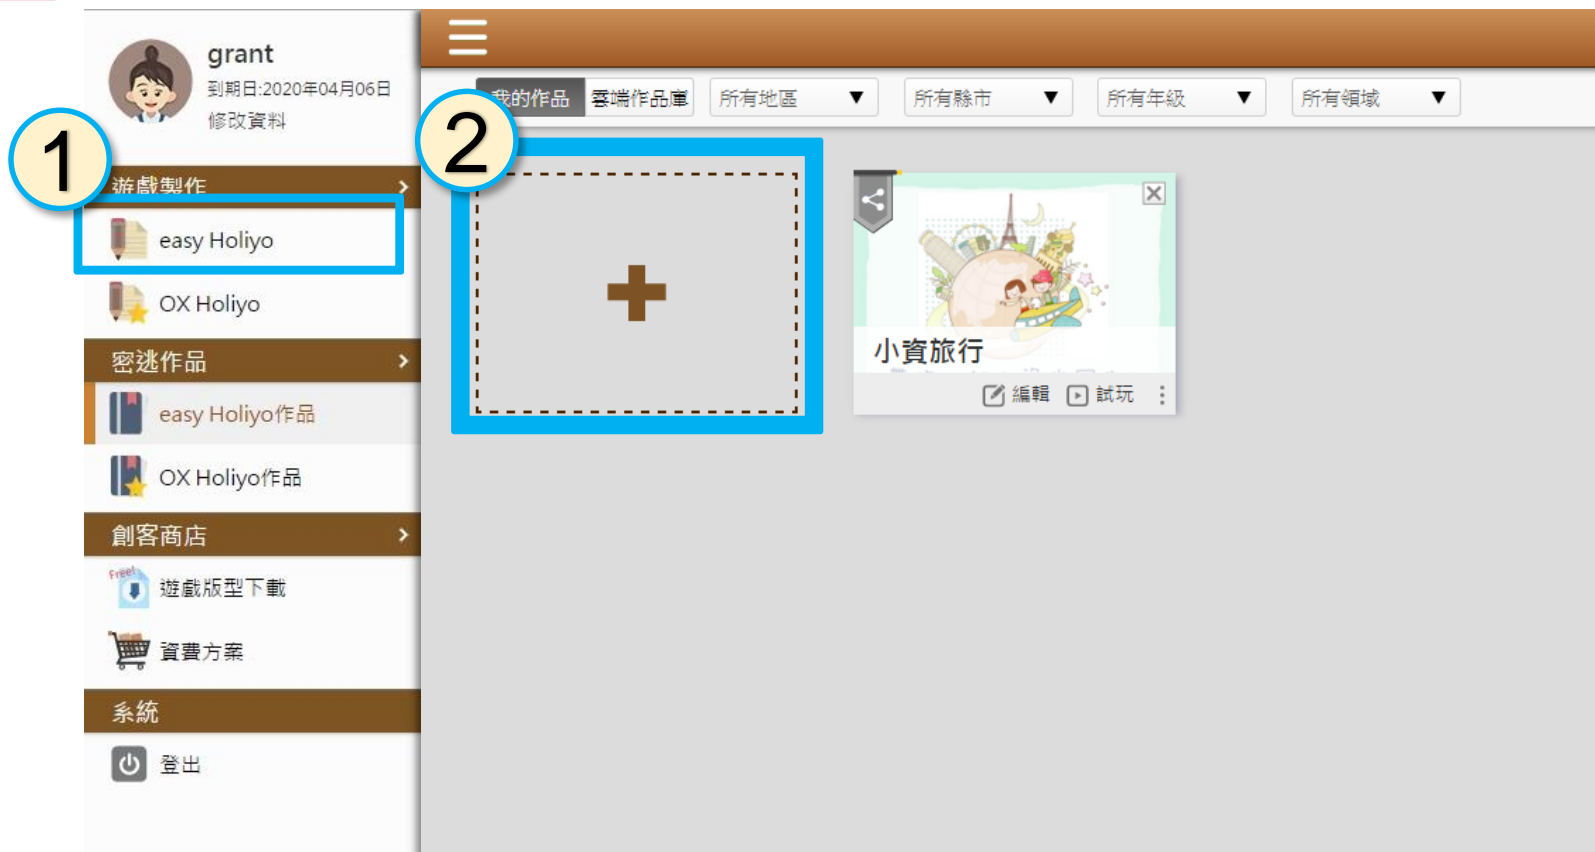 grant
到期日:2020年04月06日
修改資料
1
遊戲製作
easy Holiyo
OX Holiyo
密逃作品
easy Holiyo作品
OX Holiyo作品
創客商店
Free!
遊戲版型下載
資費方案
系統
登出
2
我的作品 雲端作品庫 所有地區 ▼ 所有縣市 ▼ 所有年級 ▼ 所有領域 ▼
小資旅行
編輯 試玩